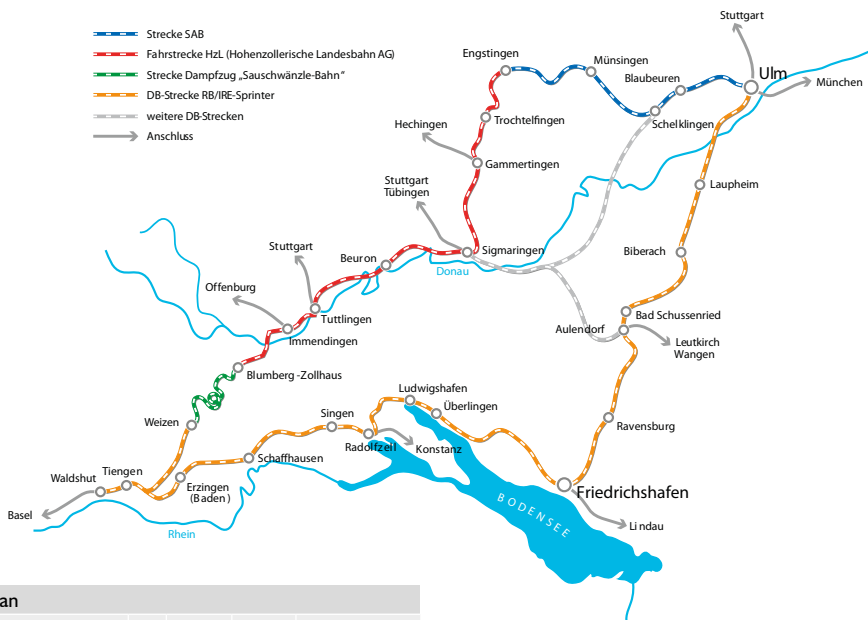 Strecke SAB
Fahrstrecke HzL (Hohenzollerische Landesbahn AG)
Strecke Dampfzug „Sauschwänzle-Bahn“
DB-Strecke RB/IRE-Sprinter
weitere DB-Strecken
Anschluss
Stuttgart
Engstingen
Münsingen
Blaubeuren
Ulm
München
Trochtelfingen
Schelklingen
Hechingen
Gammertingen
Stuttgart
Tübingen
Laupheim
Stuttgart
Beuron
Sigmaringen
Biberach
Donau
Offenburg
Tuttlingen
Bad Schussenried
Immendingen
Aulendorf
Leutkirch
Wangen
Blumberg-Zollhaus
Ludwigshafen
Überlingen
Weizen
Singen
Ravensburg
Radolfzell
Konstanz
Schaffhausen
Waldshut
Tiengen
Erzingen
(Baden)
Friedrichshafen
BODENSEE
Basel
Rhein
Lindau
an